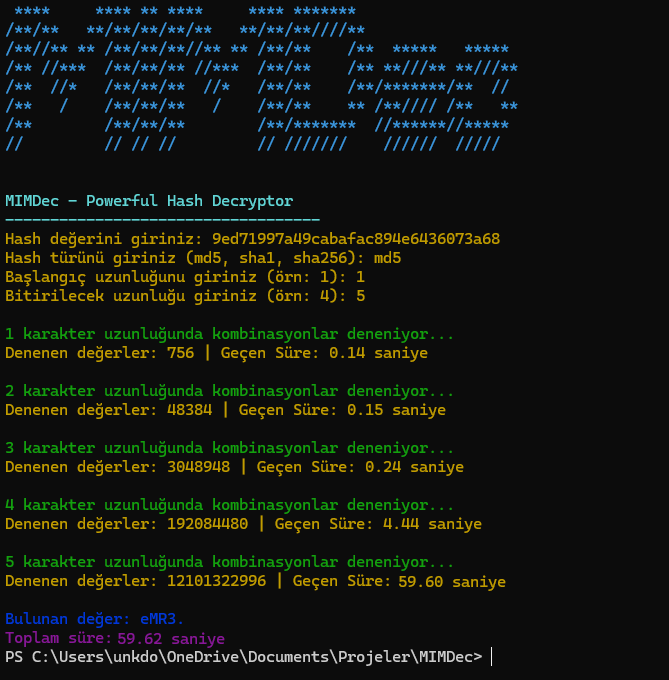 ****     **** ** ****     **** *******
/**/**   **/**/**/**/**   **/**/**////**
/**//** ** /**/**/**//** ** /**/**    /**  *****   *****
/** //***  /**/**/** //***  /**/**    /** **///** **///**
/**  //*   /**/**/**  //*   /**/**    /**/*******/**  //
/**   /    /**/**/**   /    /**/**    ** /**//// /**   **
/**        /**/**/**        /**/*******  //******//*****
//         // // //         // ///////    //////  /////
MIMDec - Powerful Hash Decryptor
-----------------------------------
Hash değerini giriniz: 9ed71997a49cabafac894e6436073a68
Hash türünü giriniz (md5, sha1, sha256): md5
Başlangıç uzunluğunu giriniz (örn: 1): 1
Bitirilecek uzunluğu giriniz (örn: 4): 5
1 karakter uzunluğunda kombinasyonlar deneniyor...
Denenen değerler: 756 | Geçen Süre: 0.14 saniye
2 karakter uzunluğunda kombinasyonlar deneniyor...
Denenen değerler: 48384 | Geçen Süre: 0.15 saniye
3 karakter uzunluğunda kombinasyonlar deneniyor...
Denenen değerler: 3048948 | Geçen Süre: 0.24 saniye
4 karakter uzunluğunda kombinasyonlar deneniyor...
Denenen değerler: 192084480 | Geçen Süre: 4.44 saniye
5 karakter uzunluğunda kombinasyonlar deneniyor...
Denenen değerler: 12101322996 | Geçen Süre: 59.60 saniye
Bulunan değer: eMR3.
Toplam süre: 59.62 saniye
PS C:\Users\unkdo\OneDrive\Documents\Projeler\MIMDec>